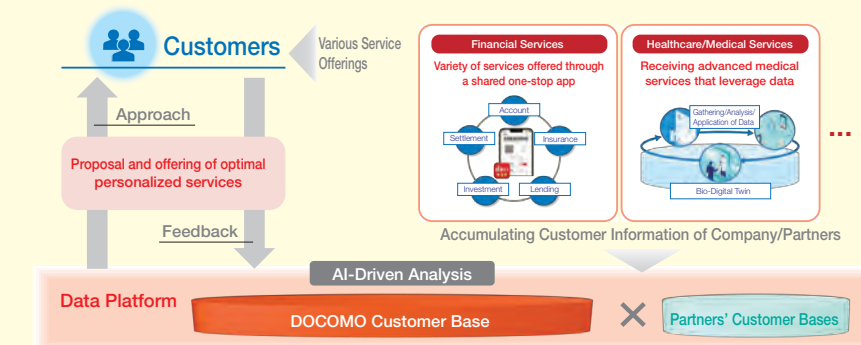 Customers
Various Service
Offerings
Approach
Proposal and offering of optimal
personalized services
Feedback
Financial Services
Variety of services offered through
a shared one-stop app
Account
Settlement
Insurance
Investment
Lending
Healthcare/Medical Services
Receiving advanced medical
services that leverage data
Gathering/Analysis/
Application of Data
Bio-Digital Twin
...
Accumulating Customer Information of Company/Partners
AI-Driven Analysis
Data Platform
DOCOMO Customer Base
×
Partners' Customer Bases